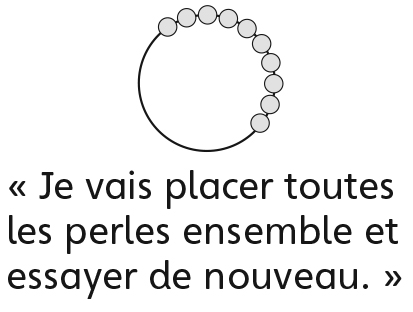 « Je vais placer toutes
les perles ensemble et
essayer de nouveau. »